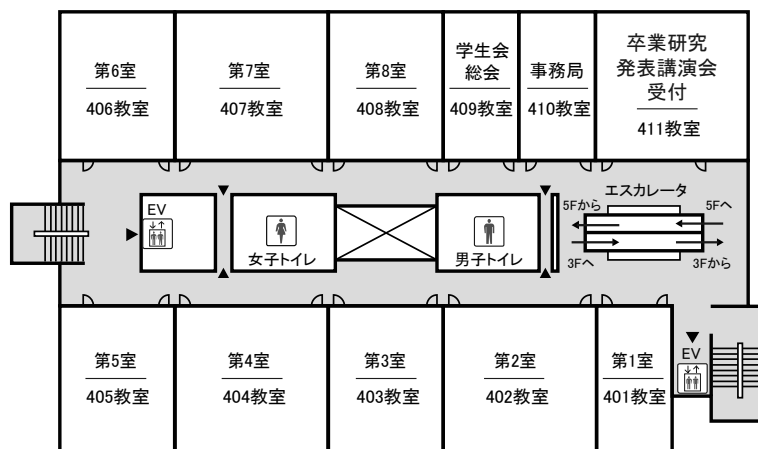 第6室
406教室
第7室
407教室
第8室
408教室
学生会
総会
409教室
事務局
410教室
卒業研究
発表講演会
受付
411教室
EV
女子トイレ
男子トイレ
エスカレータ
5Fから
5Fへ
3Fへ
3Fから
第5室
405教室
第4室
404教室
第3室
403教室
第2室
402教室
第1室
401教室
EV